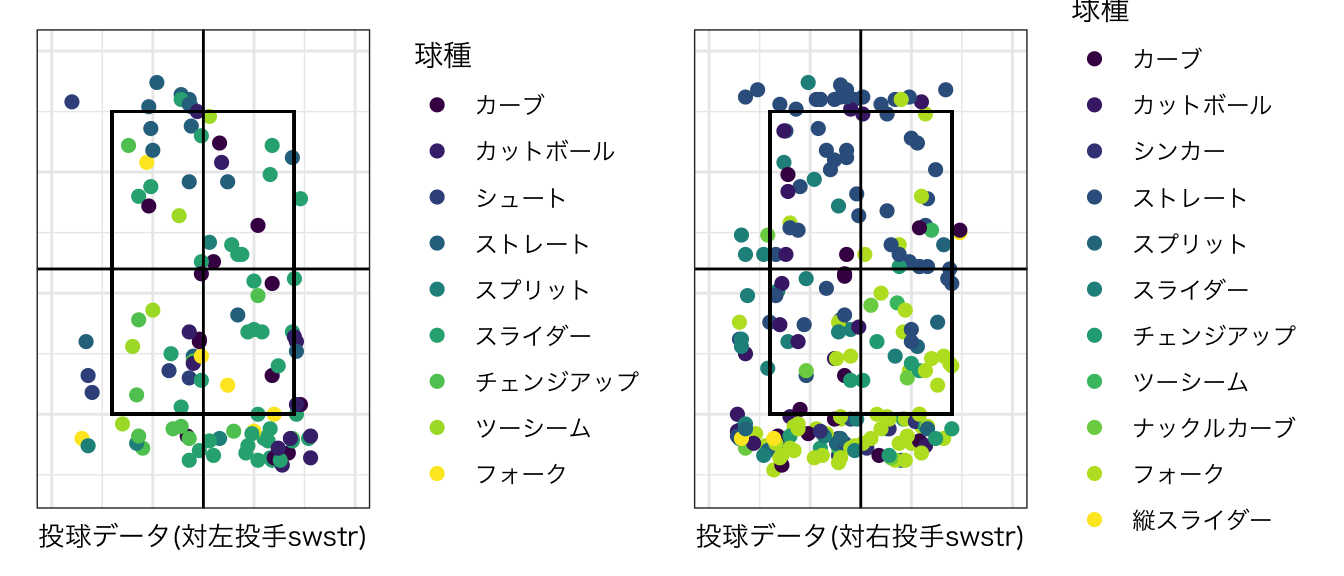 球種
カーブ
カットボール
シュート
ストレート
スプリット
スライダー
チェンジアップ
ツーシーム
フォーク
投球データ(対左投手swstr)
球種
カーブ
カットボール
シンカー
ストレート
スプリット
スライダー
チェンジアップ
ツーシーム
ナックルカーブ
フォーク
縦スライダー
投球データ(対右投手swstr)